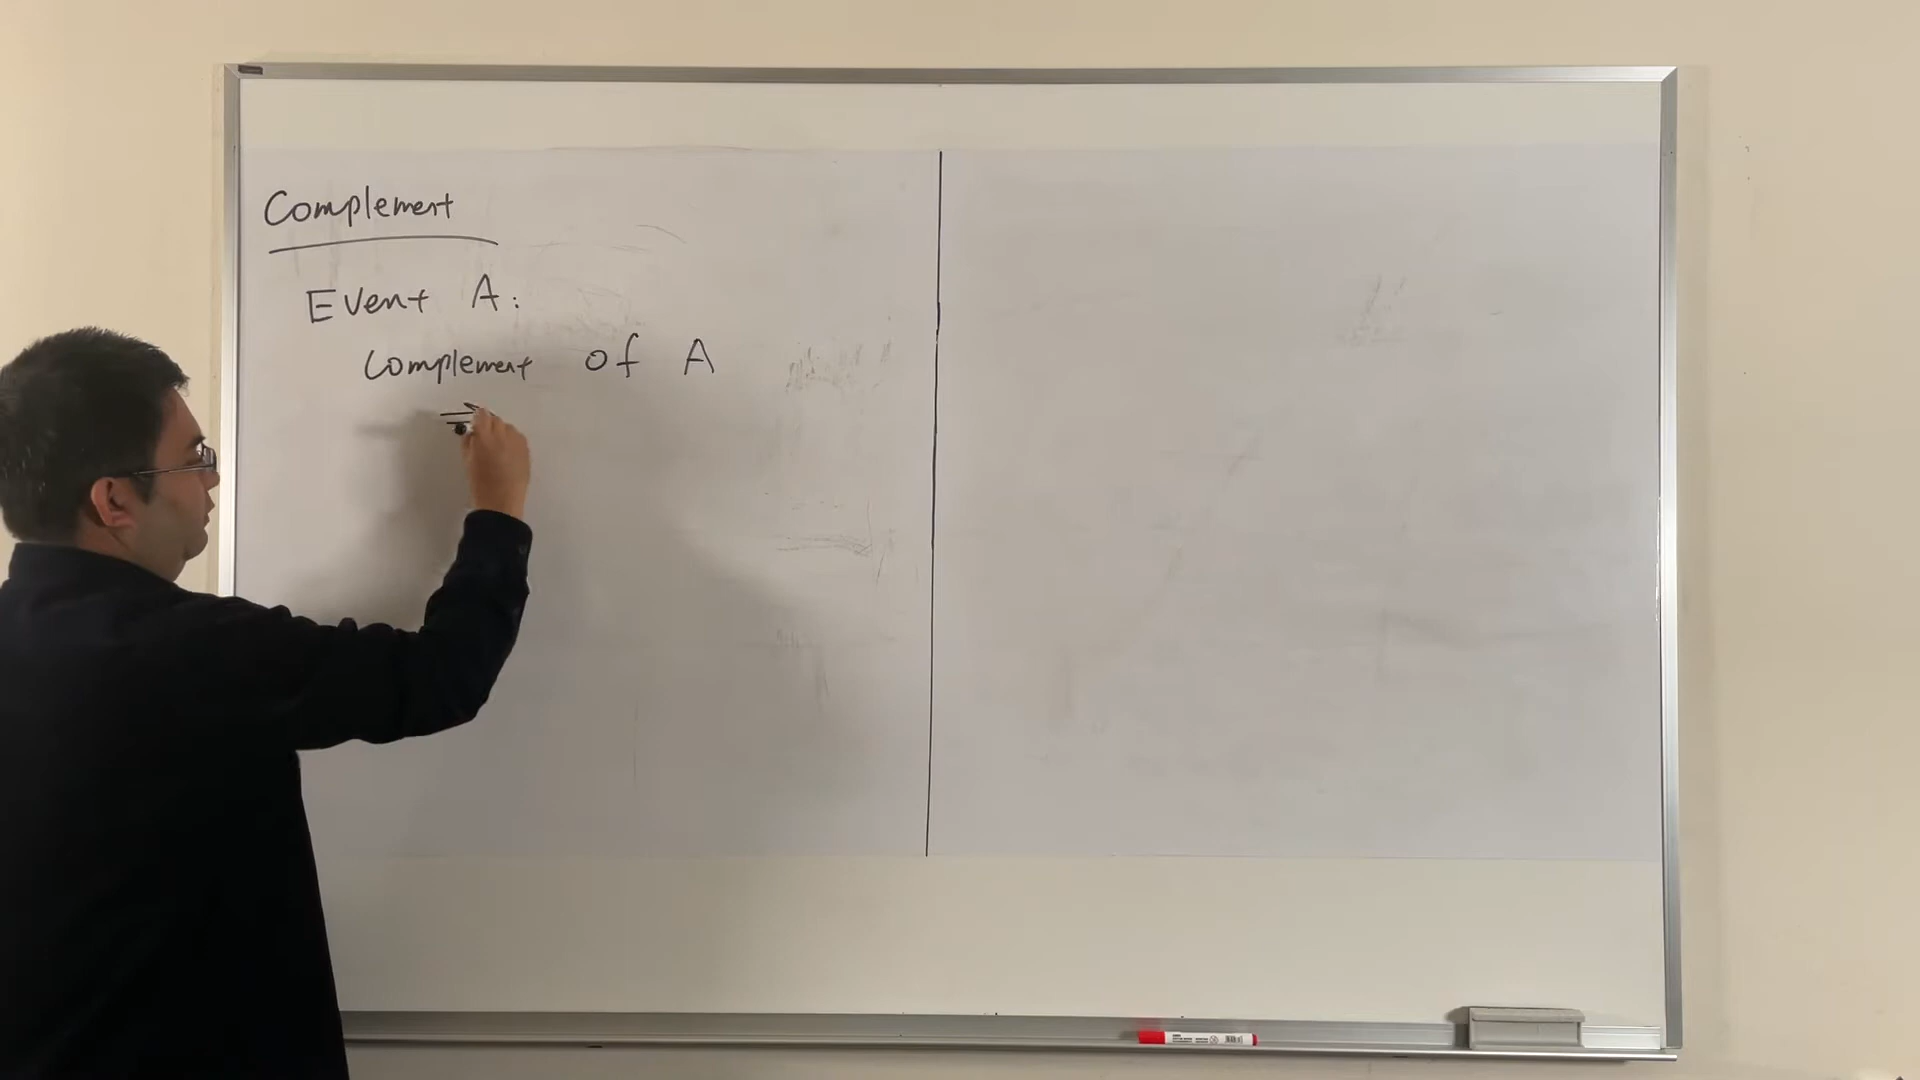 Complement
Event A:
Complement of A
=